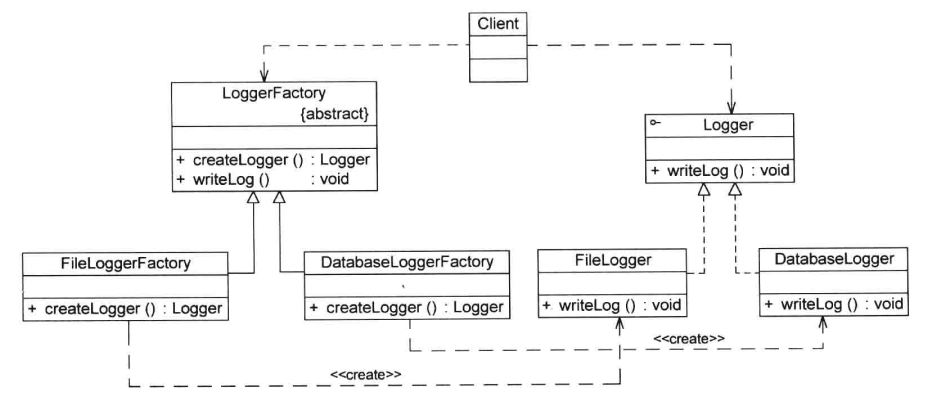 Client
LoggerFactory
{abstract}
+ createLogger () : Logger
+ writeLog () : void
Logger
+ writeLog () : void
FileLoggerFactory
+ createLogger () : Logger
DatabaseLoggerFactory
+ createLogger () : Logger
FileLogger
+ writeLog () : void
DatabaseLogger
+ writeLog () : void
<<create>>
<<create>>